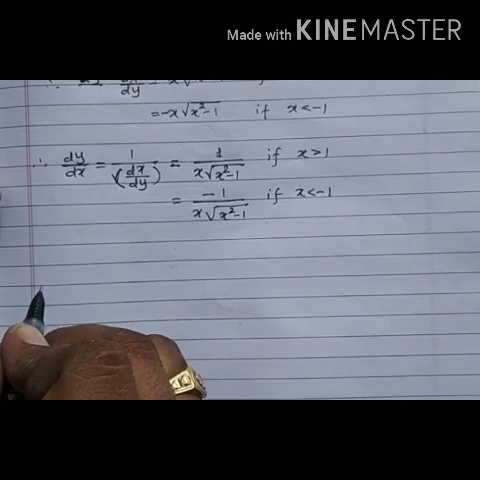 Made with KINEMASTER
dy
= -x√x²-1 if x < -1
∴ dy/dx = 1/(dx/dy) = 1/x√x²-1 if x > 1
= -1/x√x²-1 if x < -1